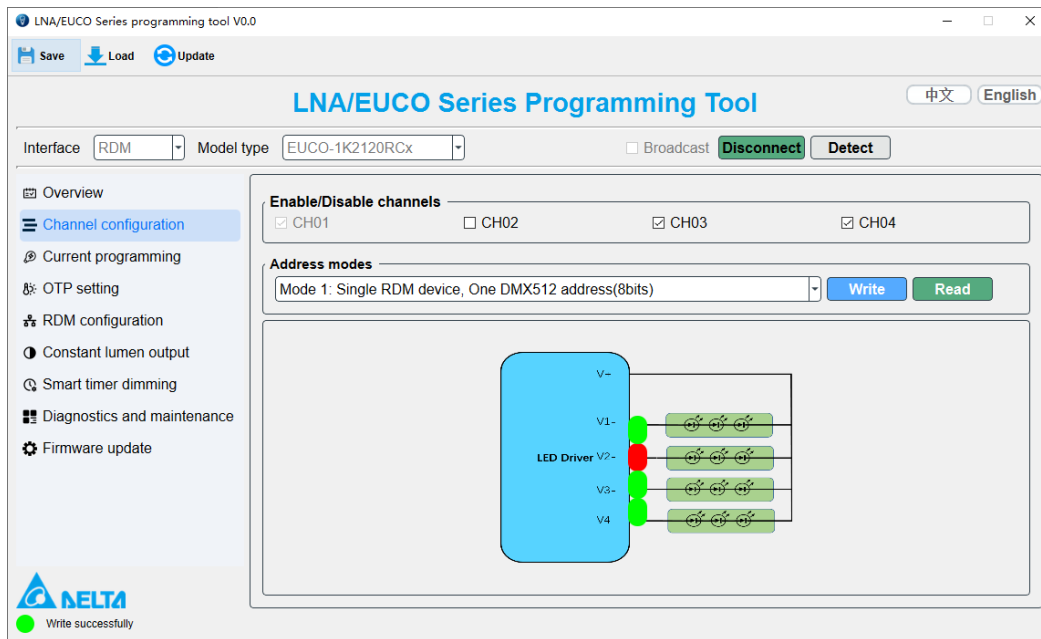 LNA/EUCO Series programming tool V0.0
Save Load Update
LNA/EUCO Series Programming Tool
中文 English
Interface RDM Model type EUCO-1K2120RCx Broadcast Disconnect Detect
Overview
Channel configuration
Current programming
OTP setting
RDM configuration
Constant lumen output
Smart timer dimming
Diagnostics and maintenance
Firmware update
Enable/Disable channels
CH01 CH02 CH03 CH04
Address modes
Mode 1: Single RDM device, One DMX512 address(8bits) Write Read
V-
V1-
LED Driver V2-
V3-
V4
DELTA
Write successfully